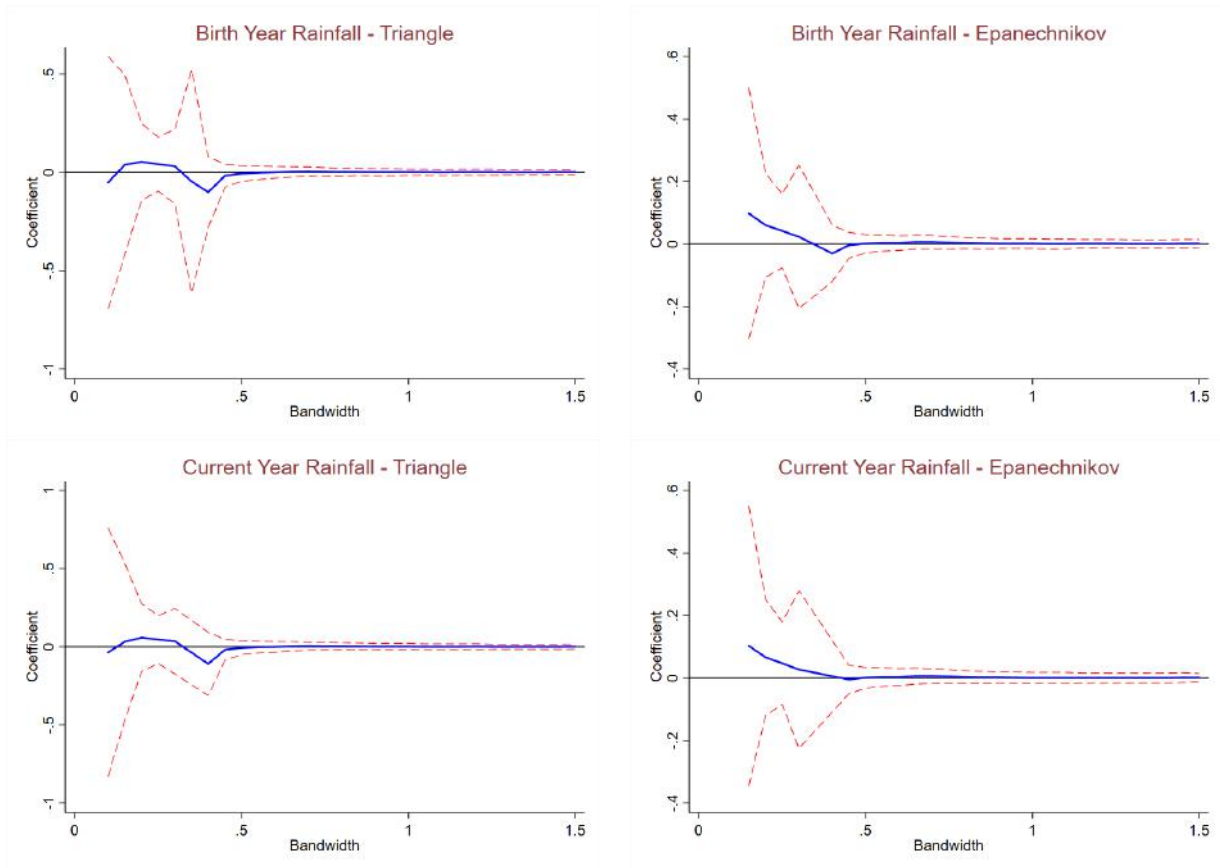 Birth Year Rainfall - Triangle
.5
0
-.5
-1
Coefficient
0 .5 1 1.5
Bandwidth
Birth Year Rainfall - Epanechnikov
.6
.4
.2
0
-.2
-.4
Coefficient
0 .5 1 1.5
Bandwidth
Current Year Rainfall - Triangle
1
.5
0
-.5
-1
Coefficient
0 .5 1 1.5
Bandwidth
Current Year Rainfall - Epanechnikov
.6
.4
.2
0
-.2
-.4
Coefficient
0 .5 1 1.5
Bandwidth